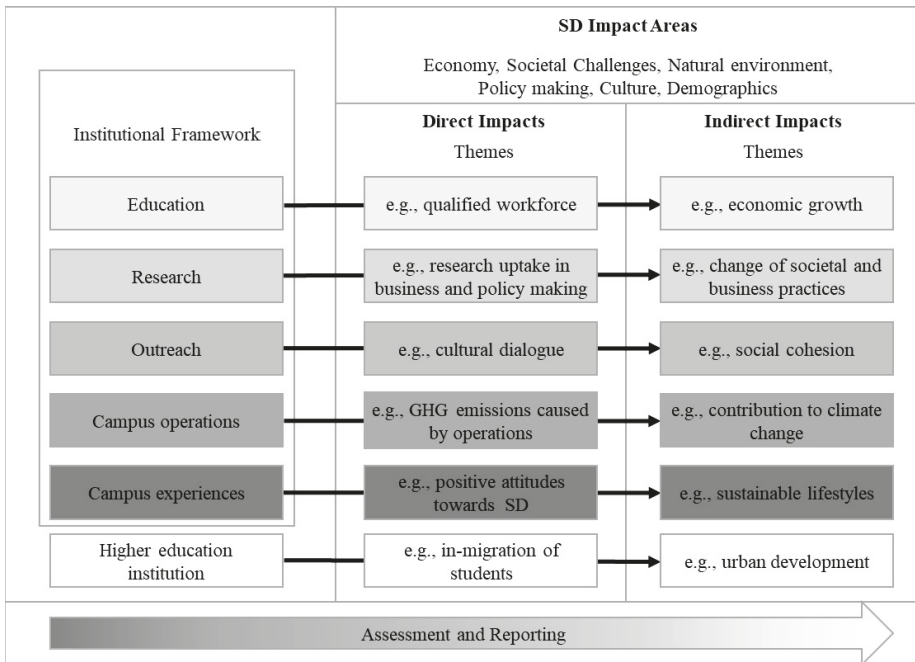 SD Impact Areas
Economy, Societal Challenges, Natural environment,
Policy making, Culture, Demographics
Institutional Framework
Direct Impacts
Themes
Indirect Impacts
Themes
Education
e.g., qualified workforce
e.g., economic growth
Research
e.g., research uptake in
business and policy making
e.g., change of societal and
business practices
Outreach
e.g., cultural dialogue
e.g., social cohesion
Campus operations
e.g., GHG emissions caused
by operations
e.g., contribution to climate
change
Campus experiences
e.g., positive attitudes
towards SD
e.g., sustainable lifestyles
Higher education
institution
e.g., in-migration of
students
e.g., urban development
Assessment and Reporting